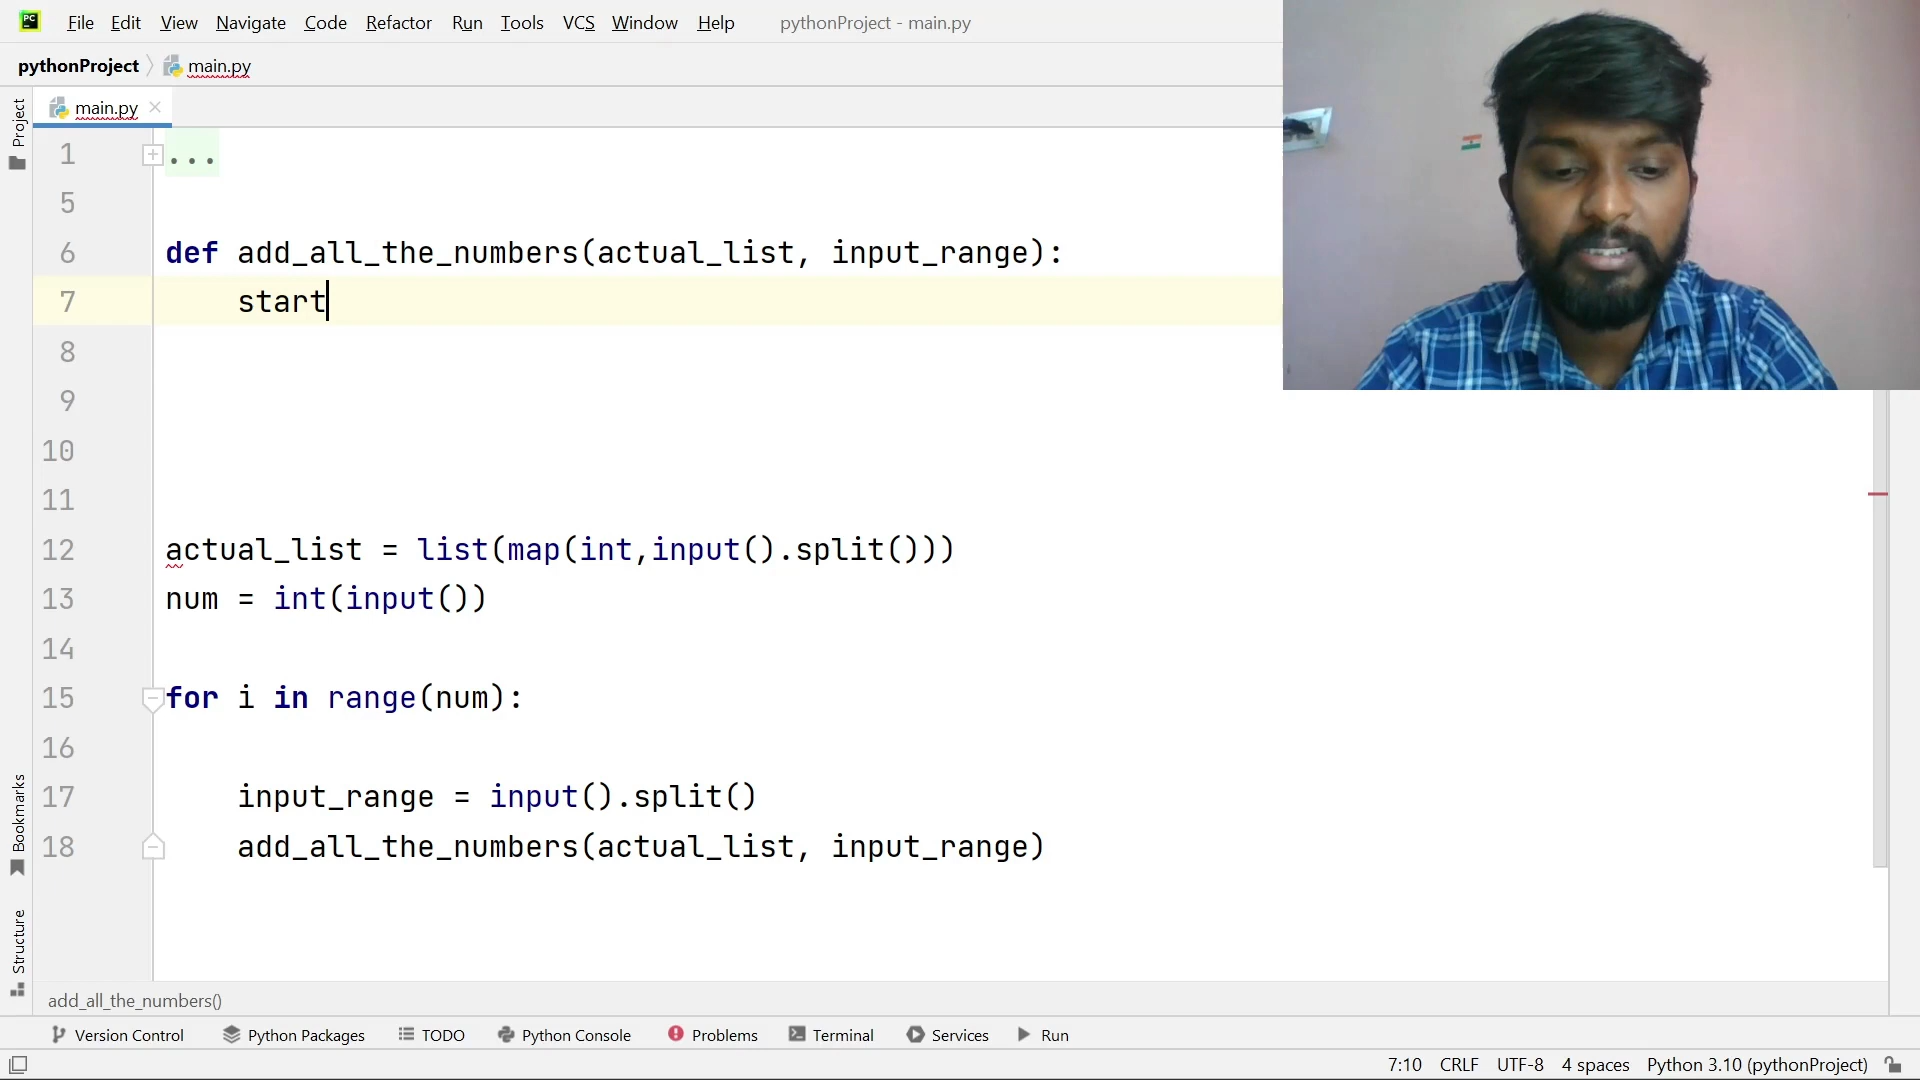 PC
File Edit View Navigate Code Refactor Run Tools VCS Window Help pythonProject - main.py
pythonProject main.py
main.py
Project
1 ...
5
6 def add_all_the_numbers(actual_list, input_range):
7 start
8
9
10
11
12 actual_list = list(map(int,input().split()))
13 num = int(input())
14
15 for i in range(num):
16
17 input_range = input().split()
18 add_all_the_numbers(actual_list, input_range)
Bookmarks
Structure
add_all_the_numbers()
Version Control Python Packages TODO Python Console Problems Terminal Services Run
7:10 CRLF UTF-8 4 spaces Python 3.10 (pythonProject)